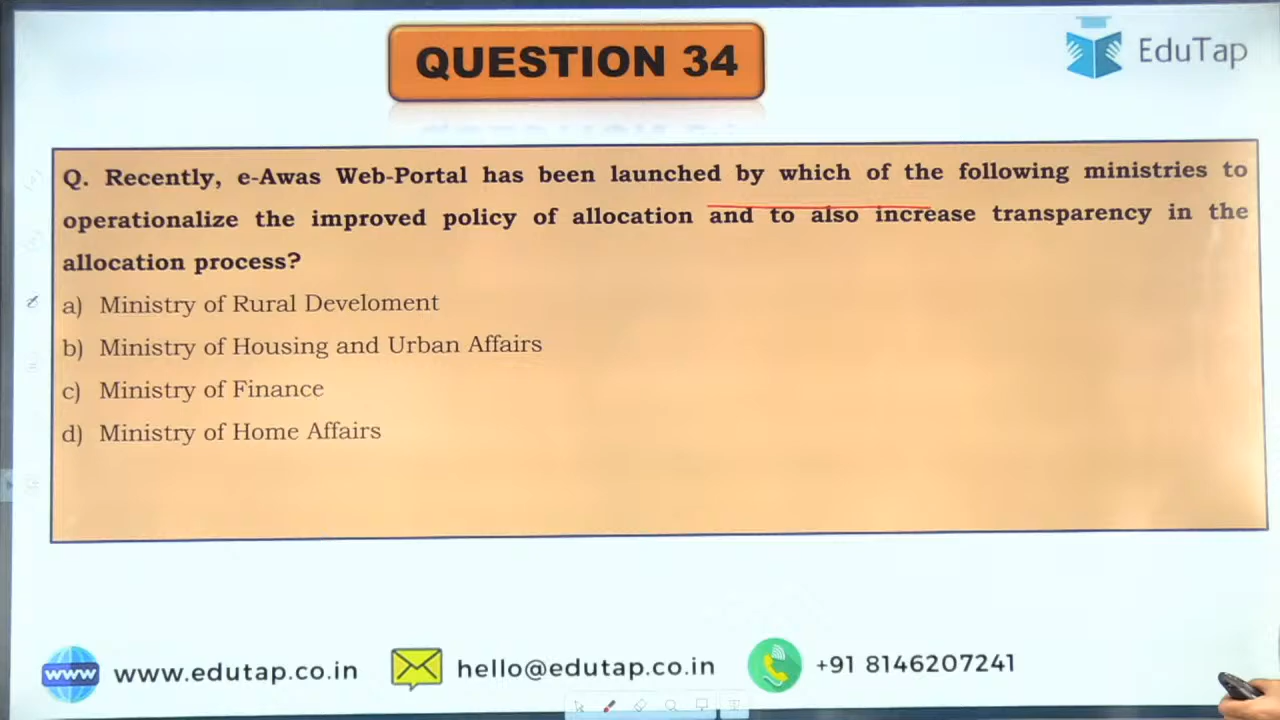 QUESTION 34
EduTap
Q. Recently, e-Awas Web-Portal has been launched by which of the following ministries to
operationalize the improved policy of allocation and to also increase transparency in the
allocation process?
a) Ministry of Rural Develoment
b) Ministry of Housing and Urban Affairs
c) Ministry of Finance
d) Ministry of Home Affairs
www www.edutap.co.in hello@edutap.co.in +91 8146207241